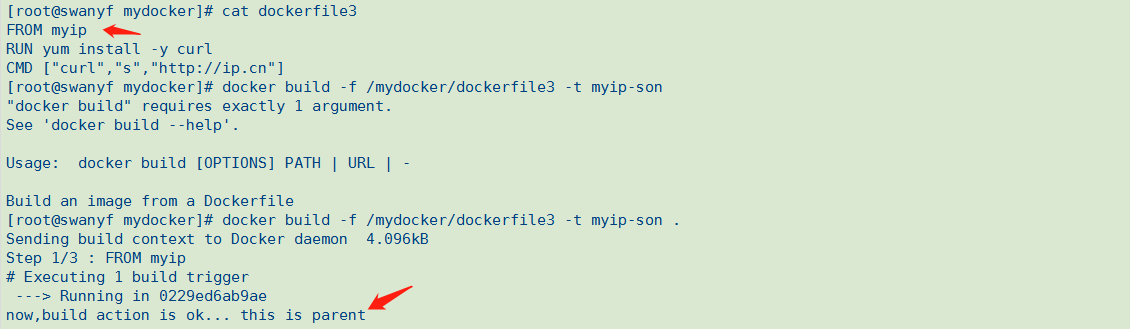 [root@swanyf mydocker]# cat dockerfile3
FROM myip
RUN yum install -y curl
CMD ["curl","s","http://ip.cn"]
[root@swanyf mydocker]# docker build -f /mydocker/dockerfile3 -t myip-son
"docker build" requires exactly 1 argument.
See 'docker build --help'.
Usage:  docker build [OPTIONS] PATH | URL | -
Build an image from a Dockerfile
[root@swanyf mydocker]# docker build -f /mydocker/dockerfile3 -t myip-son .
Sending build context to Docker daemon  4.096kB
Step 1/3 : FROM myip
# Executing 1 build trigger
 ---> Running in 0229ed6ab9ae
now,build action is ok... this is parent